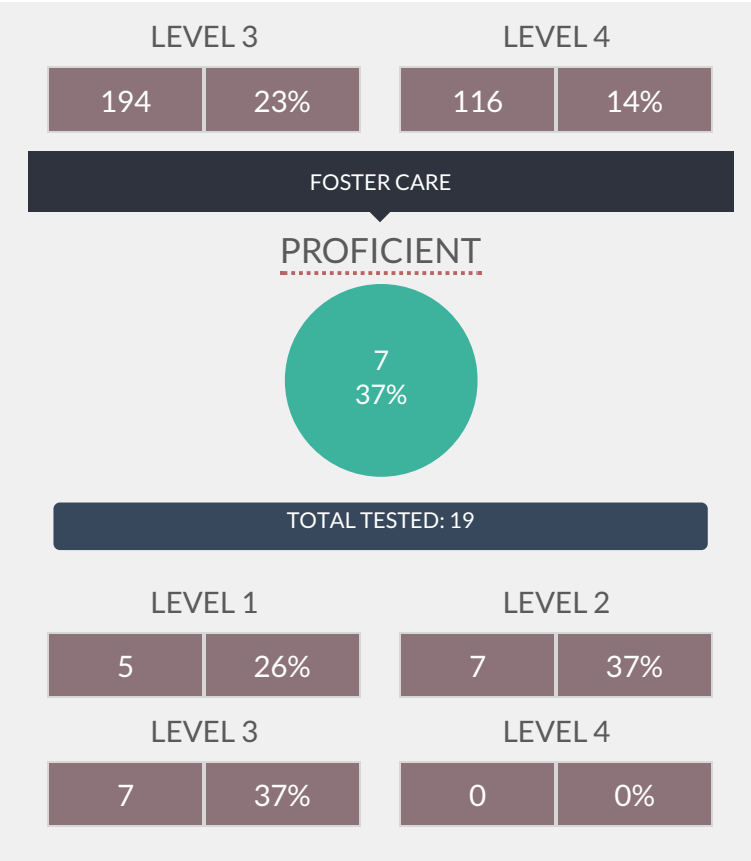 LEVEL 3 LEVEL 4
194 23% 116 14%
FOSTER CARE
PROFICIENT
7
37%
TOTAL TESTED: 19
LEVEL 1 LEVEL 2
5 26% 7 37%
LEVEL 3 LEVEL 4
7 37% 0 0%